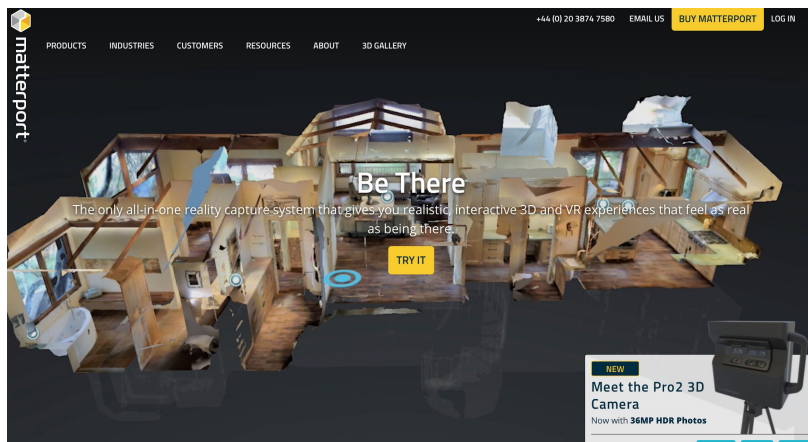 +44 (0) 20 3874 7580 EMAIL US BUY MATTERPORT LOG IN
matterport
PRODUCTS INDUSTRIES CUSTOMERS RESOURCES ABOUT 3D GALLERY
Be There
The only all-in-one reality capture system that gives you realistic, interactive 3D and VR experiences that feel as real
as being there.
TRY IT
NEW
Meet the Pro2 3D
Camera
Now with 36MP HDR Photos